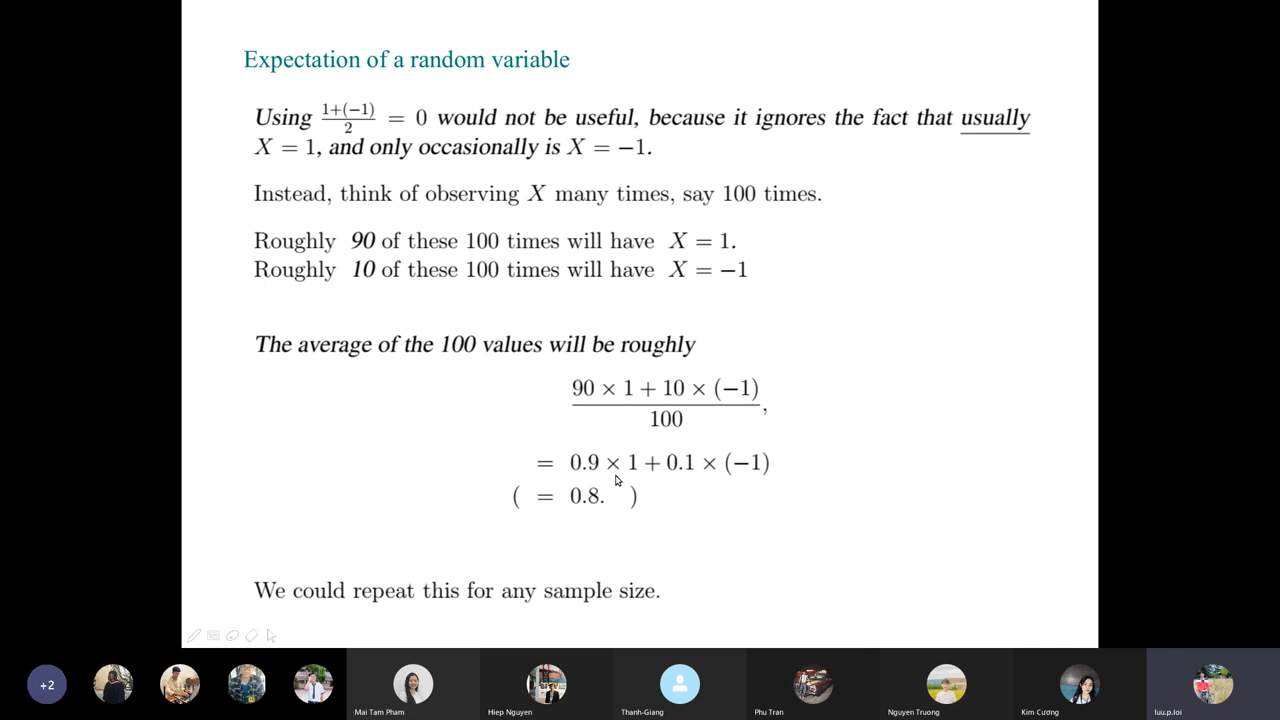 Expectation of a random variable
Using \frac{1+(−1)}{2} = 0 would not be useful, because it ignores the fact that usually
X = 1, and only occasionally is X = −1.
Instead, think of observing X many times, say 100 times.
Roughly 90 of these 100 times will have X = 1.
Roughly 10 of these 100 times will have X = −1
The average of the 100 values will be roughly
\frac{90 × 1 + 10 × (−1)}{100},
= 0.9 × 1 + 0.1 × (−1)
( = 0.8. )
We could repeat this for any sample size.
+2
Mai Tam Pham
Hiep Nguyen
Thanh-Giang
Phu Tran
Nguyen Truong
Kim Cương
luu.p.loi